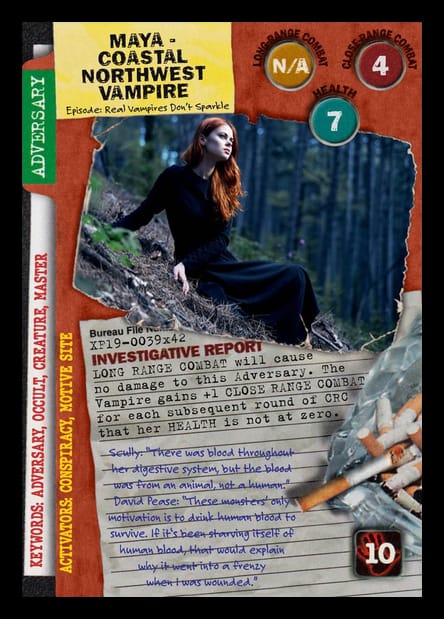 MAYA -
COASTAL
NORTHWEST
VAMPIRE
Episode: Real Vampires Don't Sparkle
LONG RANGE COMBAT
N/A
CLOSE RANGE COMBAT
4
HEALTH
7
ADVERSARY
KEYWORDS: ADVERSARY, OCCULT, CREATURE, MASTER
ACTIVATORS: CONSPIRACY, MOTIVE SITE
Bureau File
XF19-0039x42
INVESTIGATIVE REPORT
LONG RANGE COMBAT will cause
no damage to this Adversary. The
Vampire gains +1 CLOSE RANGE COMBAT
for each subsequent round of CRC
that her HEALTH is not at zero.
Scully: "There was blood throughout
her digestive system, but the blood
was from an animal, not a human."
David Pease: "These monsters' only
motivation is to drink human blood to
survive. If it's been starving itself of
human blood, that would explain
why it went into a frenzy
when I was wounded."
10